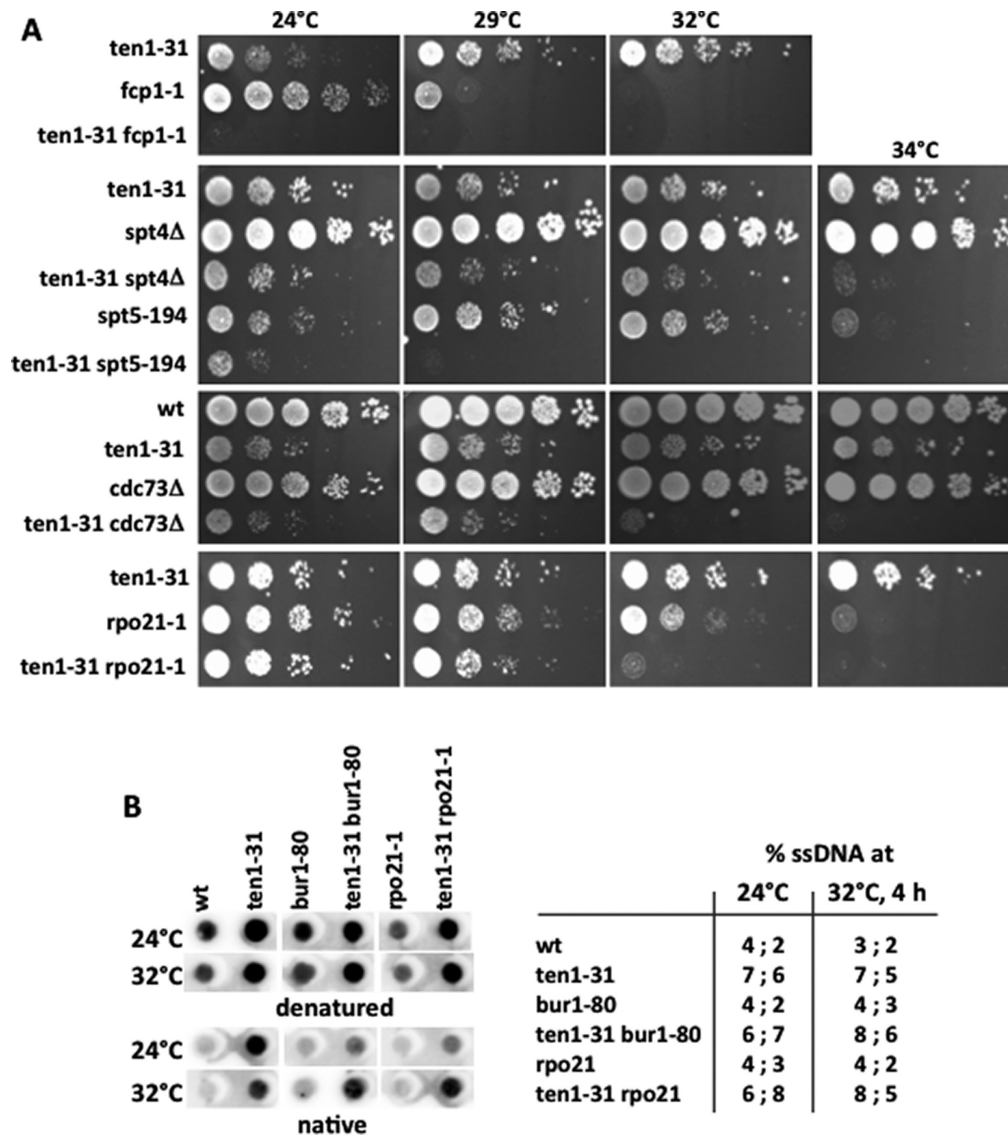 A
24°C 29°C 32°C
ten1-31
fcp1-1
ten1-31 fcp1-1
34°C
ten1-31
spt4Δ
ten1-31 spt4Δ
spt5-194
ten1-31 spt5-194
wt
ten1-31
cdc73Δ
ten1-31 cdc73Δ
ten1-31
rpo21-1
ten1-31 rpo21-1
B
wt
ten1-31
bur1-80
ten1-31 bur1-80
rpo21-1
ten1-31 rpo21-1
24°C
32°C
denatured
24°C
32°C
native
% ssDNA at
24°C 32°C, 4 h
wt 4 ; 2 3 ; 2
ten1-31 7 ; 6 7 ; 5
bur1-80 4 ; 2 4 ; 3
ten1-31 bur1-80 6 ; 7 8 ; 6
rpo21 4 ; 3 4 ; 2
ten1-31 rpo21 6 ; 8 8 ; 5